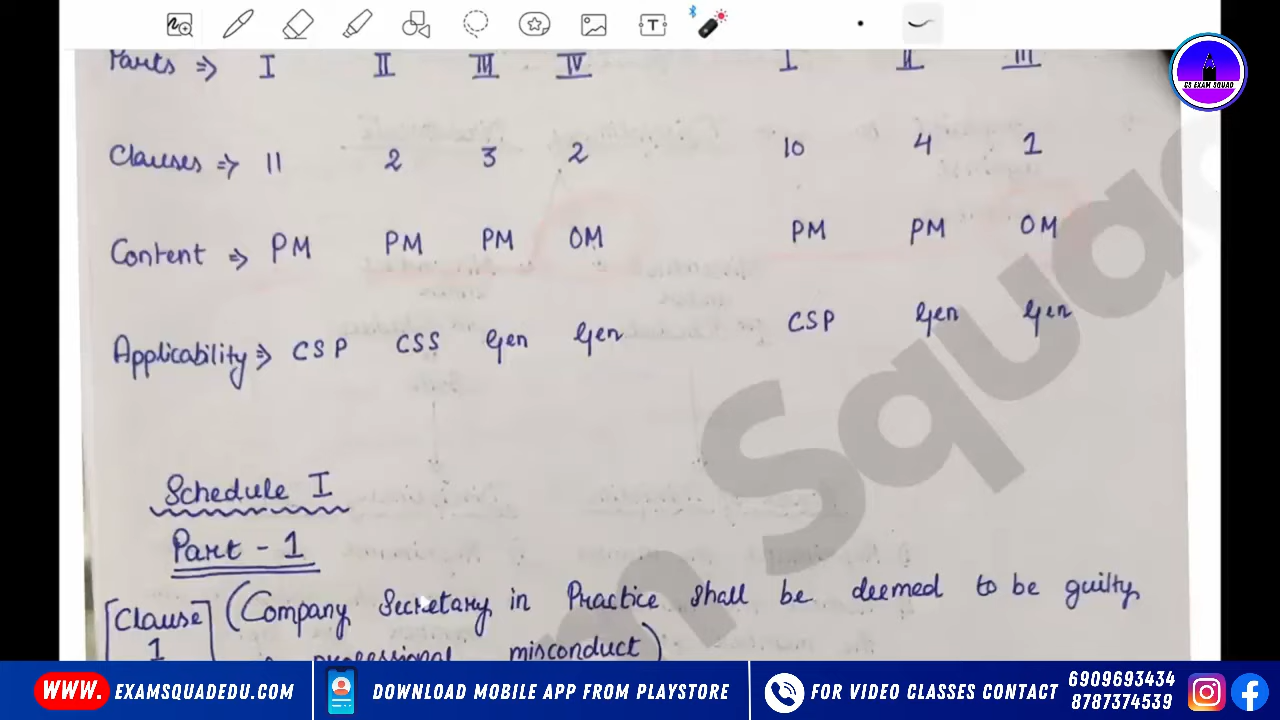 CS EXAM SQUAD
Parts ⇒ I II III IV I II III
Clauses ⇒ 11 2 3 2 10 4 1
Content ⇒ PM PM PM OM PM PM OM
Applicability ⇒ CSP CSS Gen Gen CSP Gen Gen
Schedule I
Part - 1
[Clause 1] (Company Secretary in Practice shall be deemed to be guilty
professional misconduct)
n Squa
WWW. EXAMSQUADEDU.COM
DOWNLOAD MOBILE APP FROM PLAYSTORE
FOR VIDEO CLASSES CONTACT
6909693434
8787374539